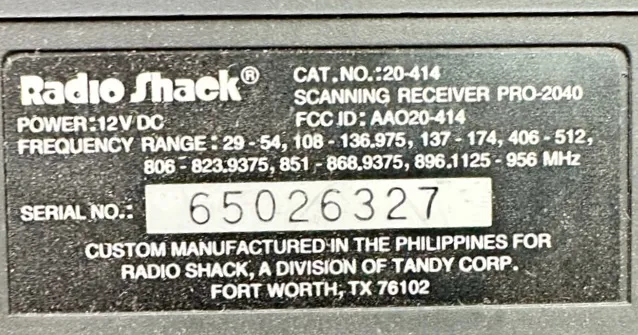 Radio Shack®
CAT. NO.: 20-414
SCANNING RECEIVER PRO-2040
POWER: 12V DC
FCC ID: AAO20-414
FREQUENCY RANGE: 29 - 54, 108 - 136.975, 137 - 174, 406 - 512,
806 - 823.9375, 851 - 868.9375, 896.1125 - 956 MHz
SERIAL NO.: 65026327
CUSTOM MANUFACTURED IN THE PHILIPPINES FOR
RADIO SHACK, A DIVISION OF TANDY CORP.
FORT WORTH, TX 76102